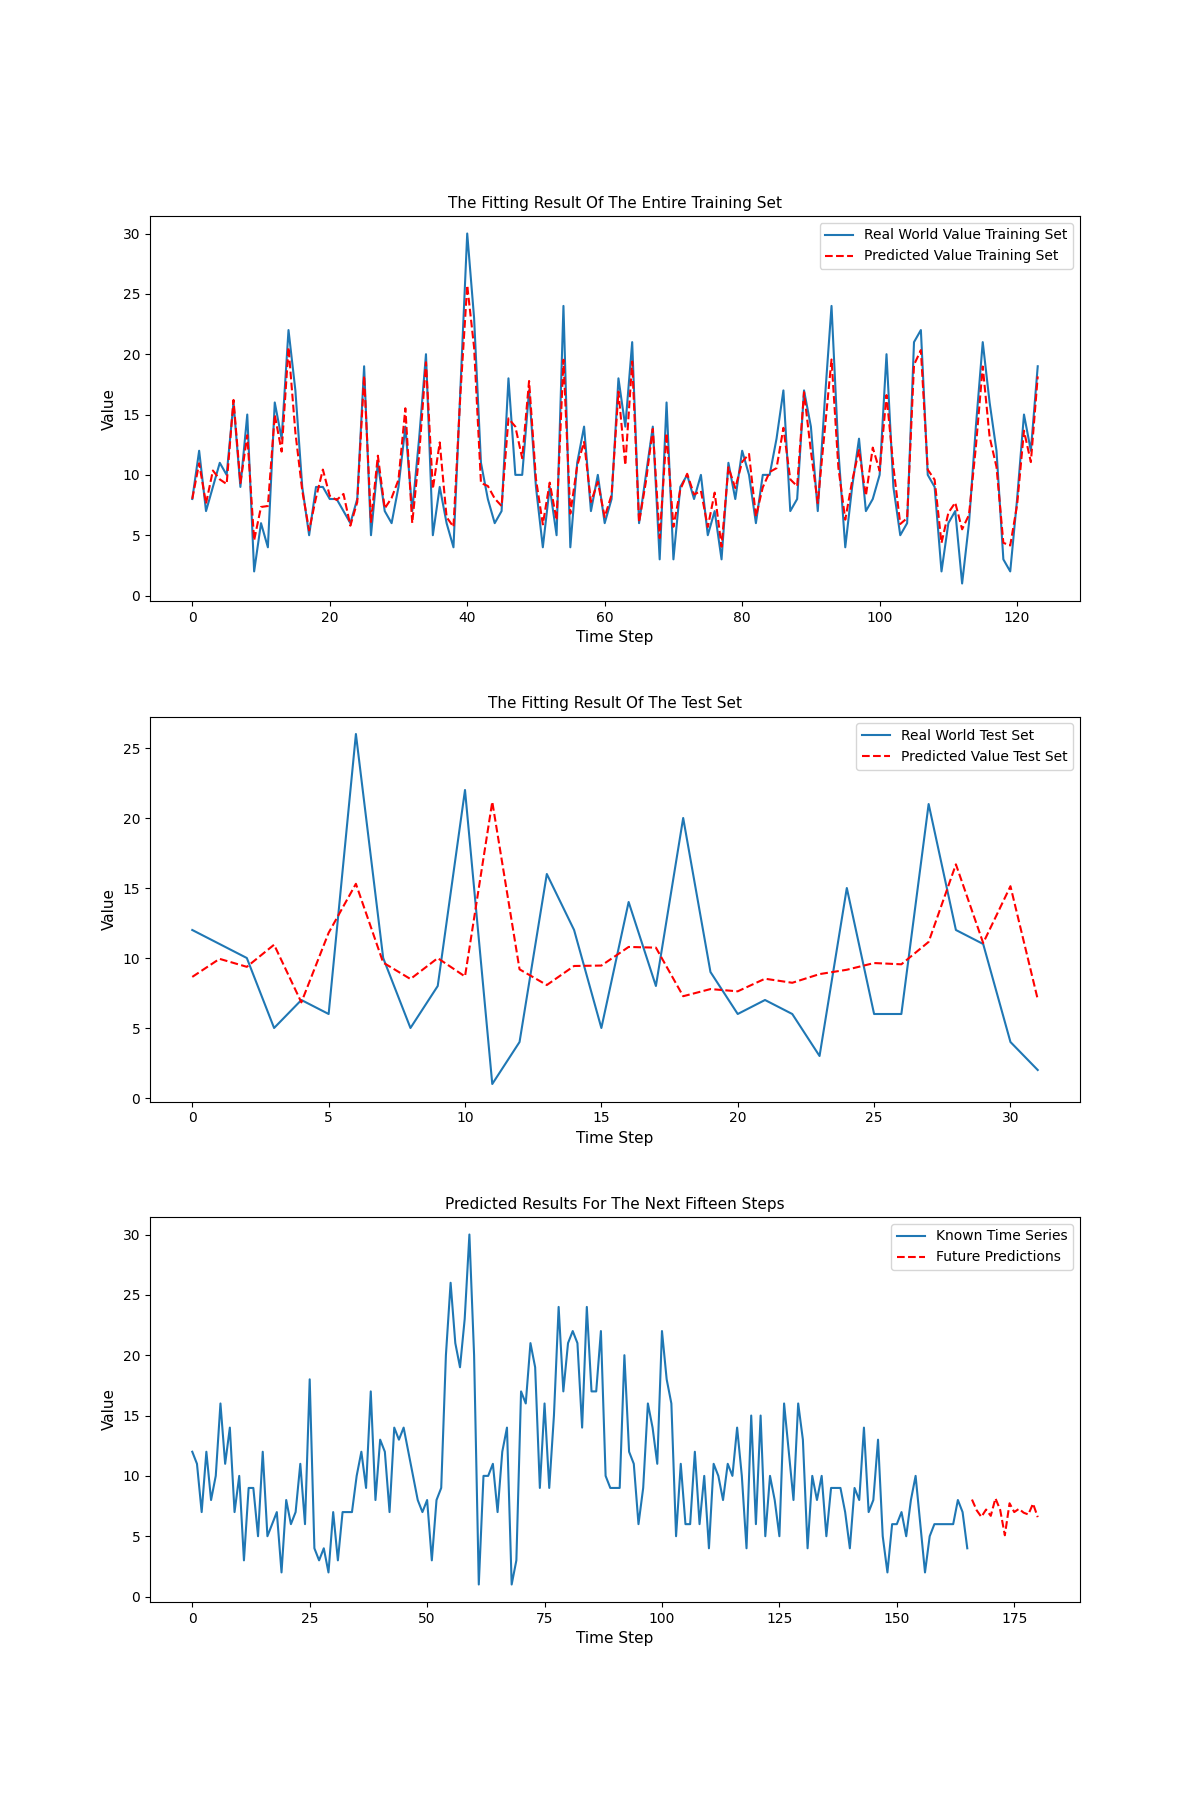 The Fitting Result Of The Entire Training Set
Real World Value Training Set
Predicted Value Training Set
Value
30
25
20
15
10
5
0
0 20 40 60 80 100 120
Time Step
The Fitting Result Of The Test Set
Real World Test Set
Predicted Value Test Set
Value
25
20
15
10
5
0
0 5 10 15 20 25 30
Time Step
Predicted Results For The Next Fifteen Steps
Known Time Series
Future Predictions
Value
30
25
20
15
10
5
0
0 25 50 75 100 125 150 175
Time Step